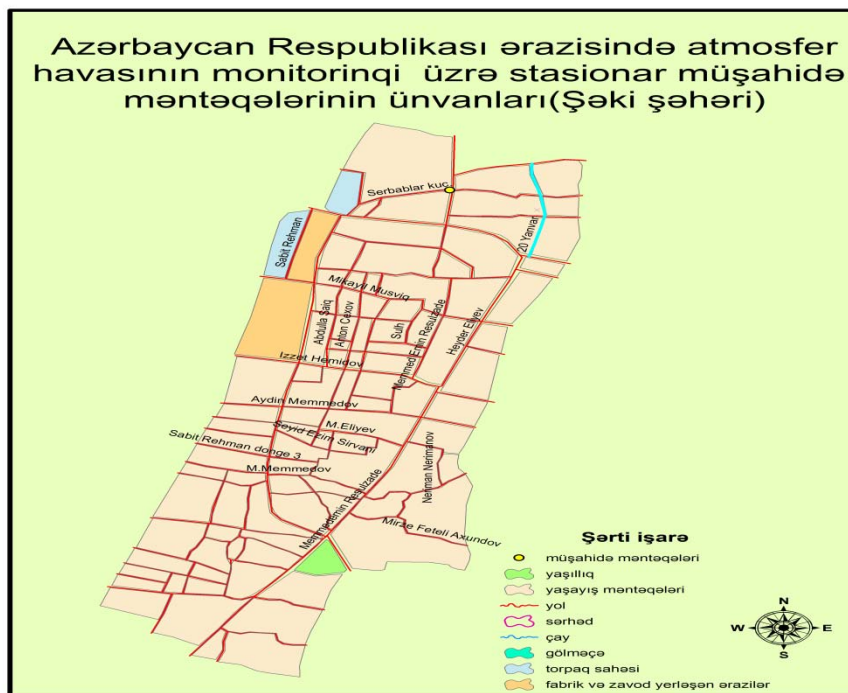 Azərbaycan Respublikası ərazisində atmosfer
havasının monitorinqi üzrə stasionar müşahidə
məntəqələrinin ünvanları(Şəki şəhəri)
Serbablar kuc.
Sabit Rehman
20 Yanvar
Mikayil Musviq
Abdulla Saiq
Anton Cexov
Sulh
Memmed Emin Resulzade
Heyder Eliyev
Izzet Hemidov
Aydin Memmedov
M.Eliyev
Seyid Ezim Sirvani
Sabit Rehman donge 3
M.Memmedov
Neriman Nerimanov
Memmedemin Resulzade
Mirze Feteli Axundov
Şərti işarə
müşahidə məntəqələri
yaşıllıq
yaşayış məntəqələri
yol
sərhəd
çay
gölməçə
torpaq sahəsi
fabrik və zavod yerləşən ərazilər
N
W E
S